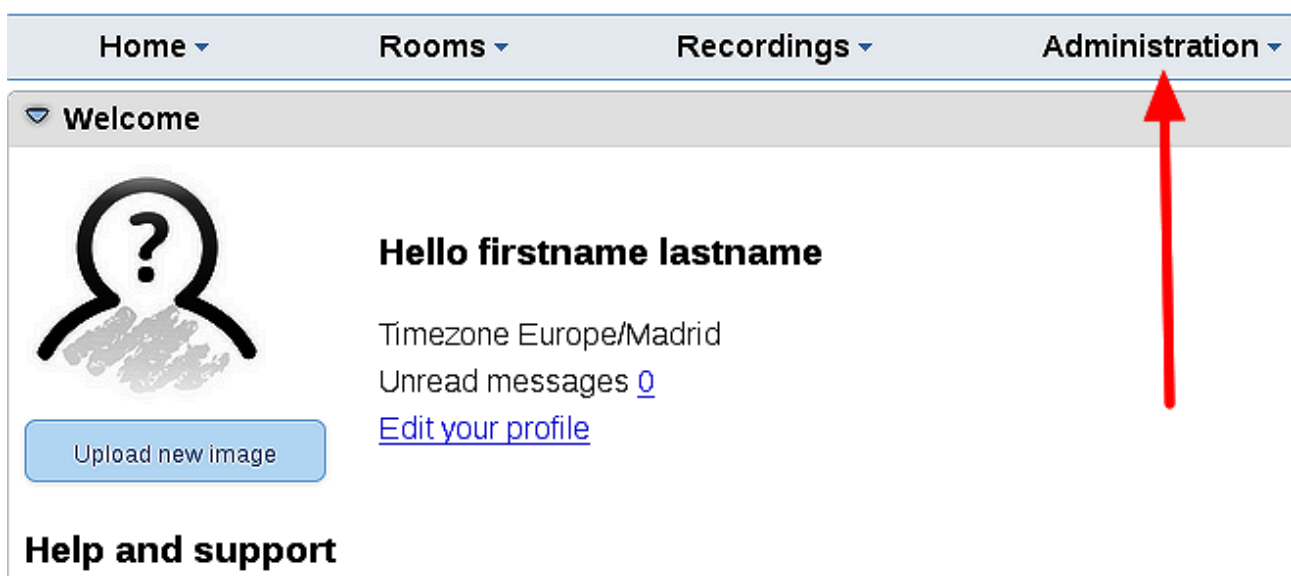 Home Rooms Recordings Administration
Welcome
?
Hello firstname lastname
Timezone Europe/Madrid
Unread messages 0
Edit your profile
Upload new image
Help and support